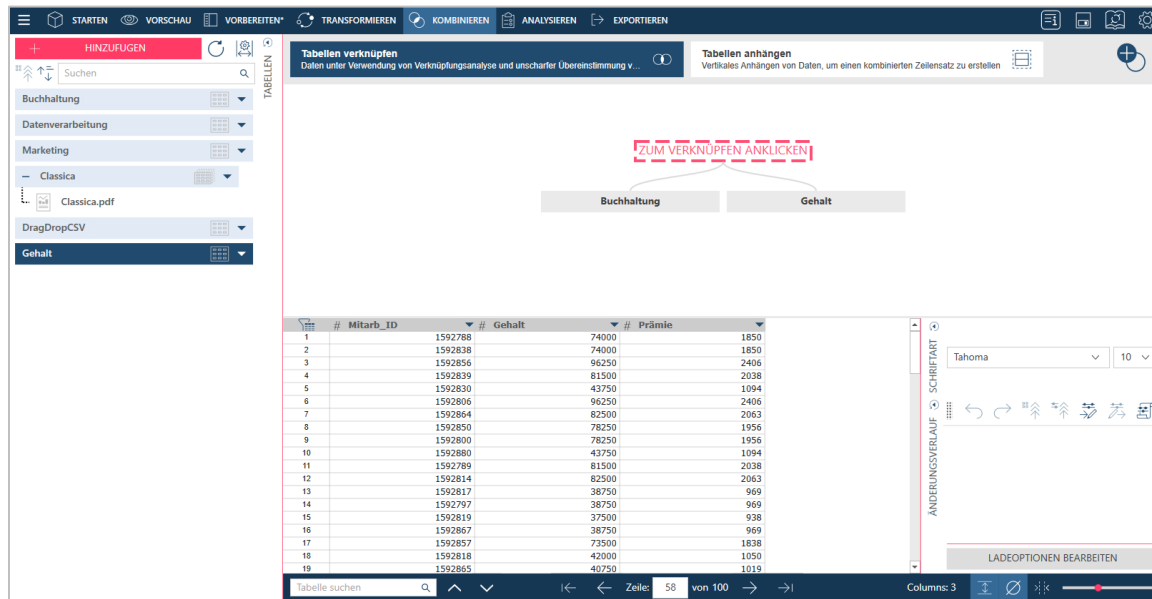 STARTEN VORSCHAU VORBEREITEN* TRANSFORMIEREN KOMBINIEREN ANALYSIEREN EXPORTIEREN
HINZUFUGEN
Suchen
TABELLEN
Buchhaltung
Datenverarbeitung
Marketing
Classica
Classica.pdf
DragDropCSV
Gehalt
Tabellen verknüpfen
Daten unter Verwendung von Verknüpfungsanalyse und unscharfer Übereinstimmung v...
Tabellen anhängen
Vertikales Anhängen von Daten, um einen kombinierten Zeilensatz zu erstellen
ZUM VERKNÜPFEN ANKLICKEN
Buchhaltung Gehalt
# Mitarb_ID # Gehalt # Prämie
1 1592788 74000 1850
2 1592838 74000 1850
3 1592856 96250 2406
4 1592839 81500 2038
5 1592830 43750 1094
6 1592806 96250 2406
7 1592864 82500 2063
8 1592850 78250 1956
9 1592800 78250 1956
10 1592880 43750 1094
11 1592789 81500 2038
12 1592814 82500 2063
13 1592817 38750 969
14 1592797 38750 969
15 1592819 37500 938
16 1592867 38750 969
17 1592857 73500 1838
18 1592818 42000 1050
19 1592865 40750 1019
SCHRIFTART
Tahoma 10
ÄNDERUNGSVERLAUF
LADEOPTIONEN BEARBEITEN
Tabelle suchen Zeile: 58 von 100 Columns: 3